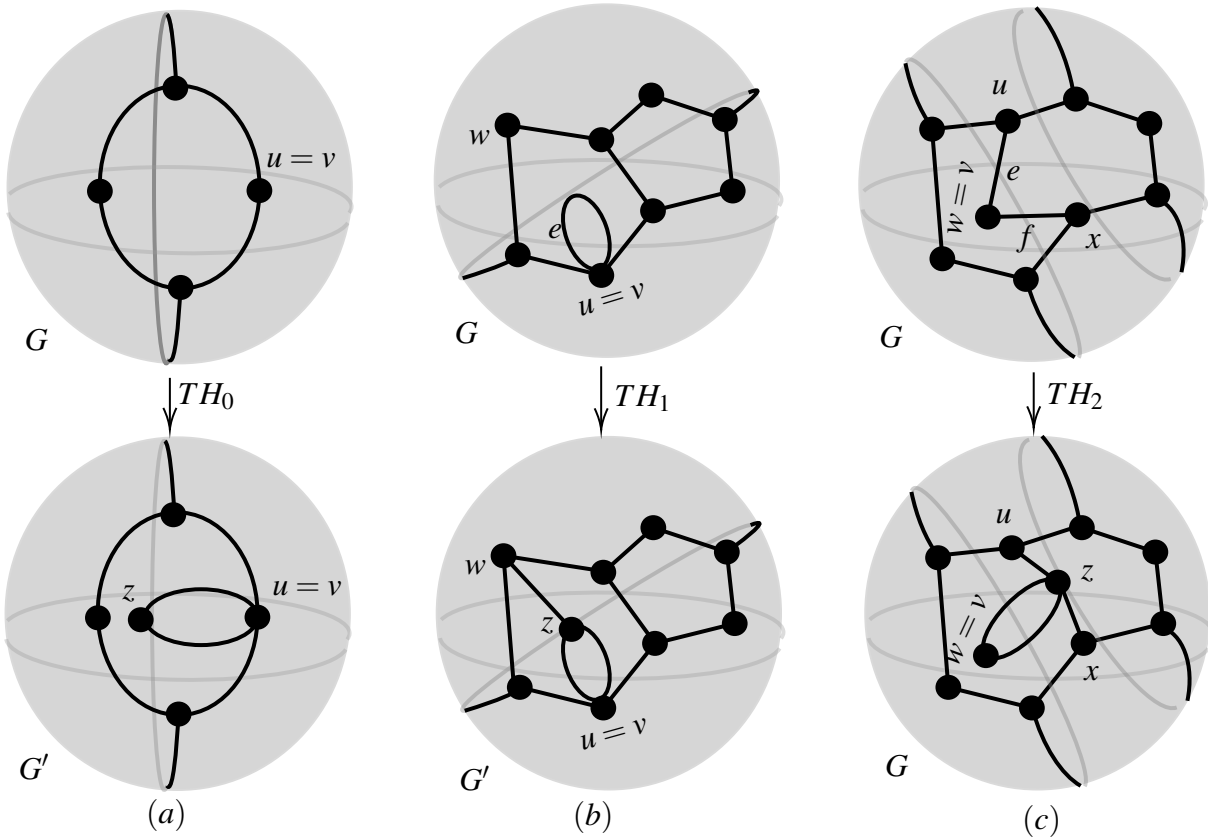 u = v
G
TH₀
z
u = v
G′
(a)
w
e
u = v
G
TH₁
w
z
u = v
G′
(b)
u
e
w = v
f
x
G
TH₂
u
z
w = v
x
G
(c)